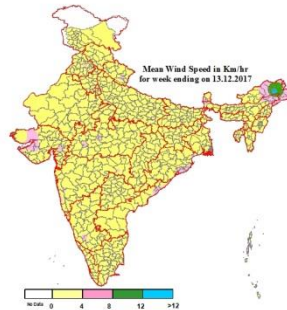 Mean Wind Speed in Km/hr
for week ending on 13.12.2017
No Data 0 4 8 12 >12